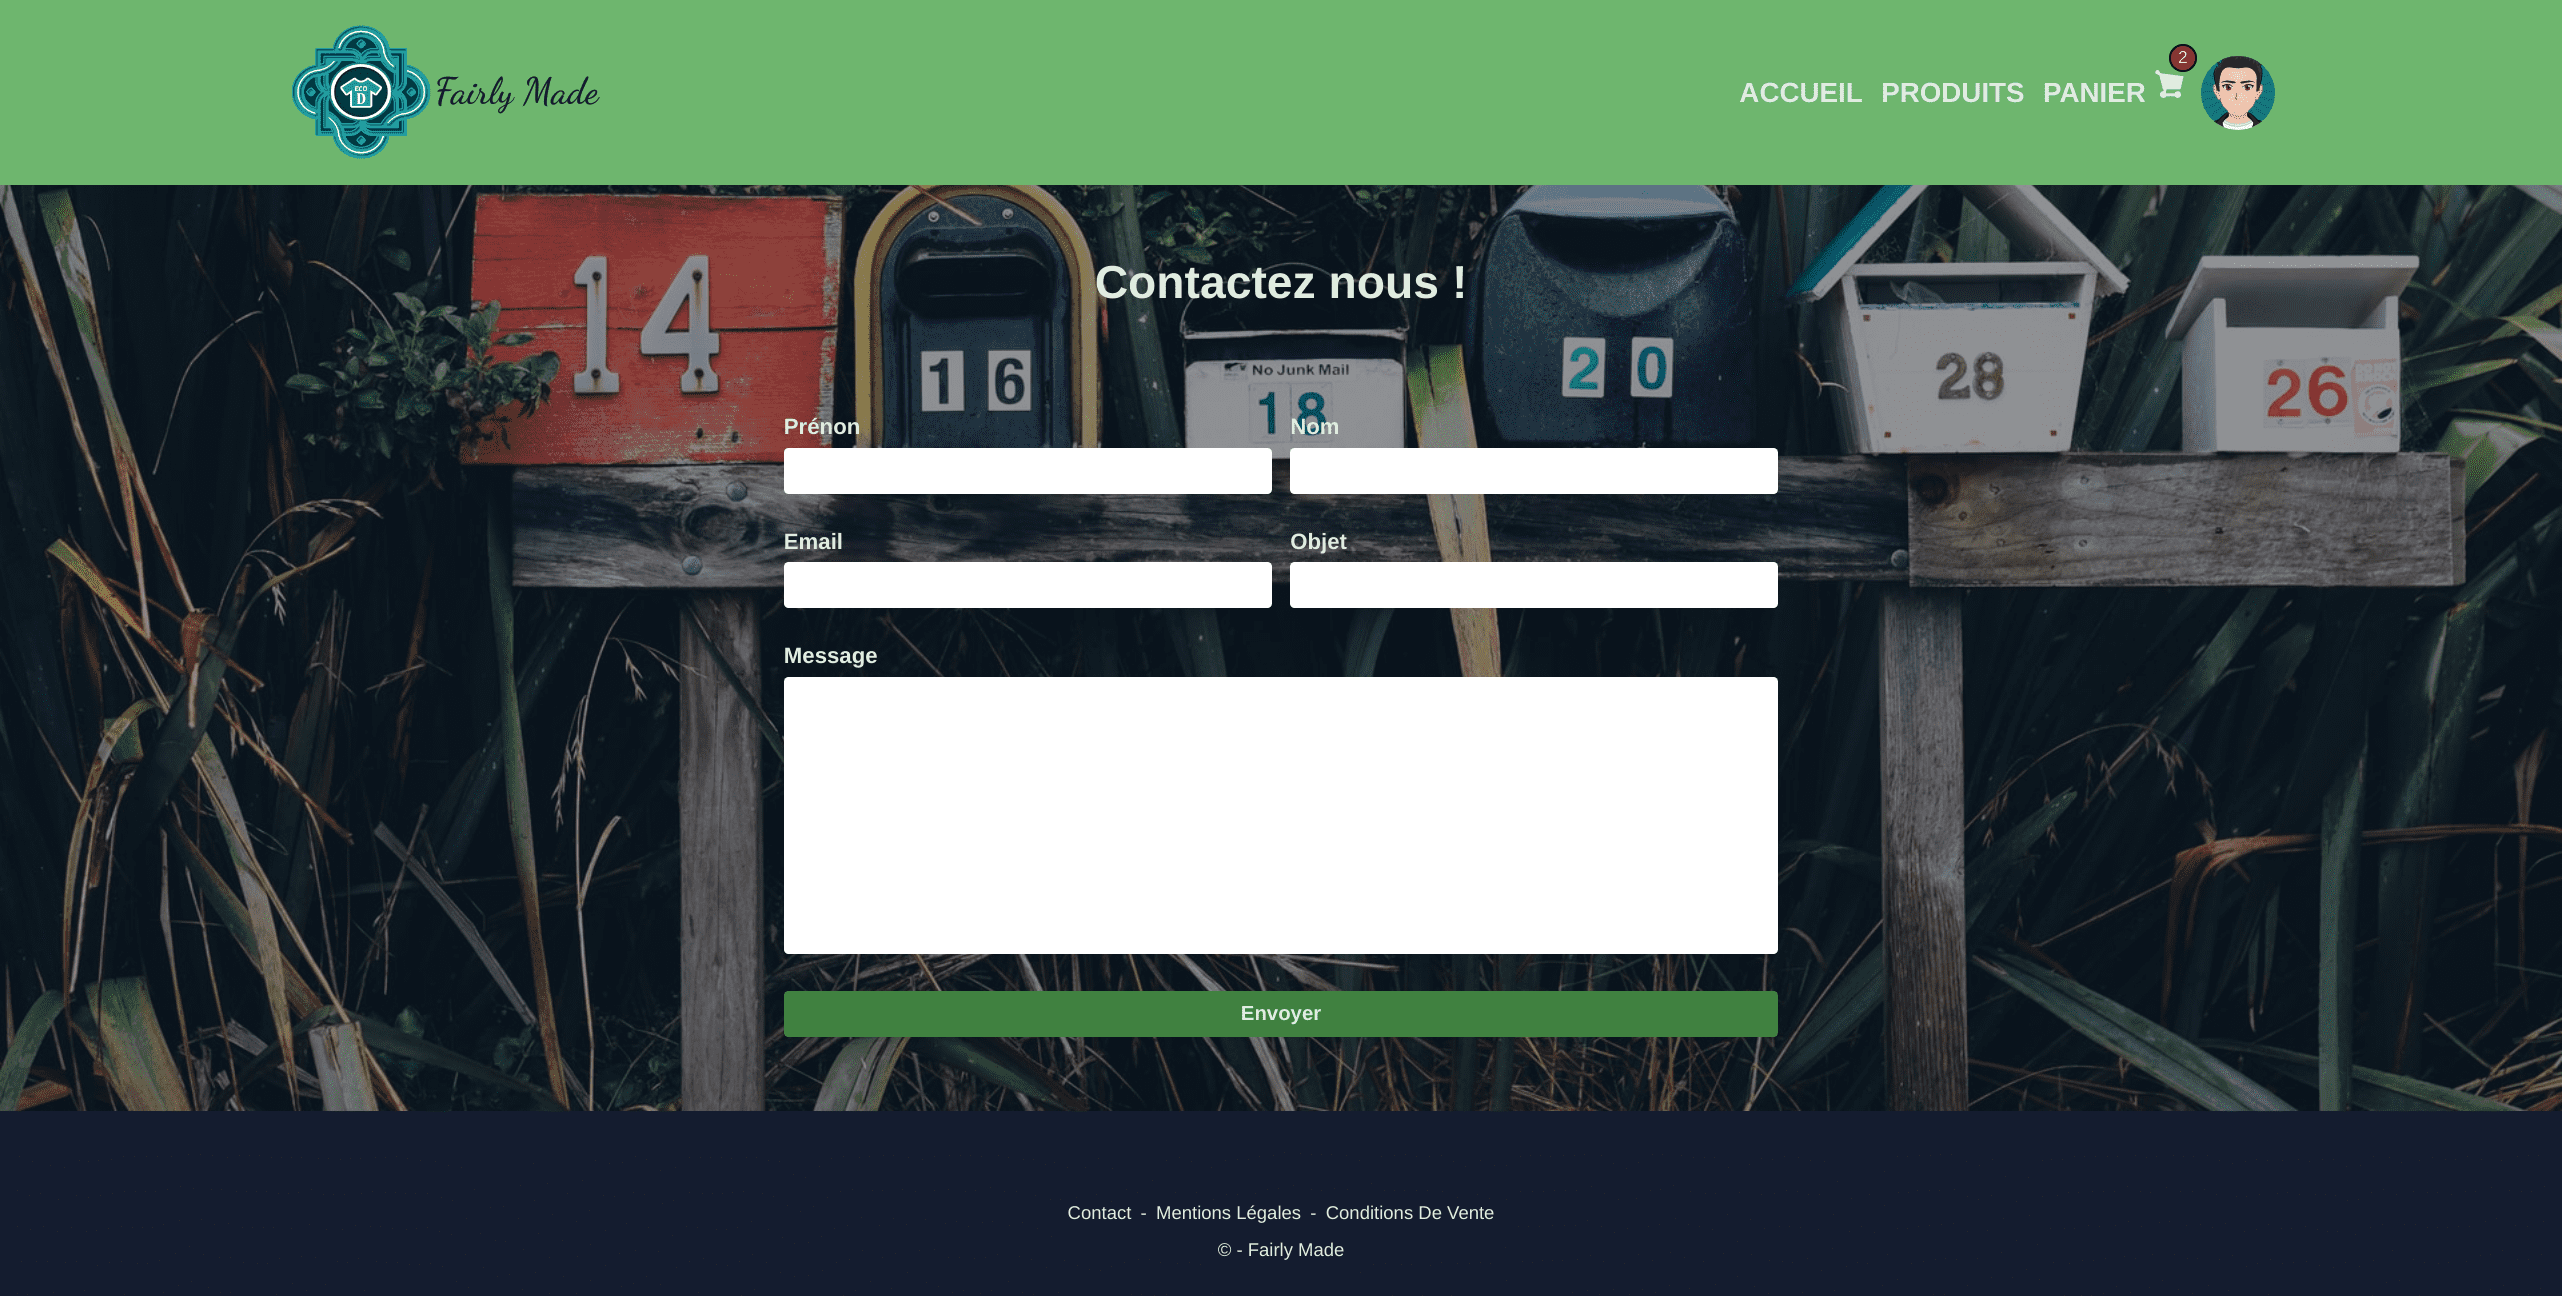 ECO
D
Fairly Made
ACCUEIL PRODUITS PANIER 2
14
Contactez nous !
16
No Junk Mail
18
20
28
26
Prénon Nom
Email Objet
Message
Envoyer
Contact - Mentions Légales - Conditions De Vente
© - Fairly Made